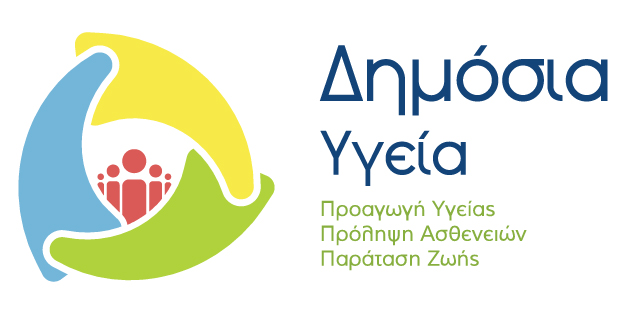 Δημόσια
Υγεία
Προαγωγή Υγείας
Πρόληψη Ασθενειών
Παράταση Ζωής